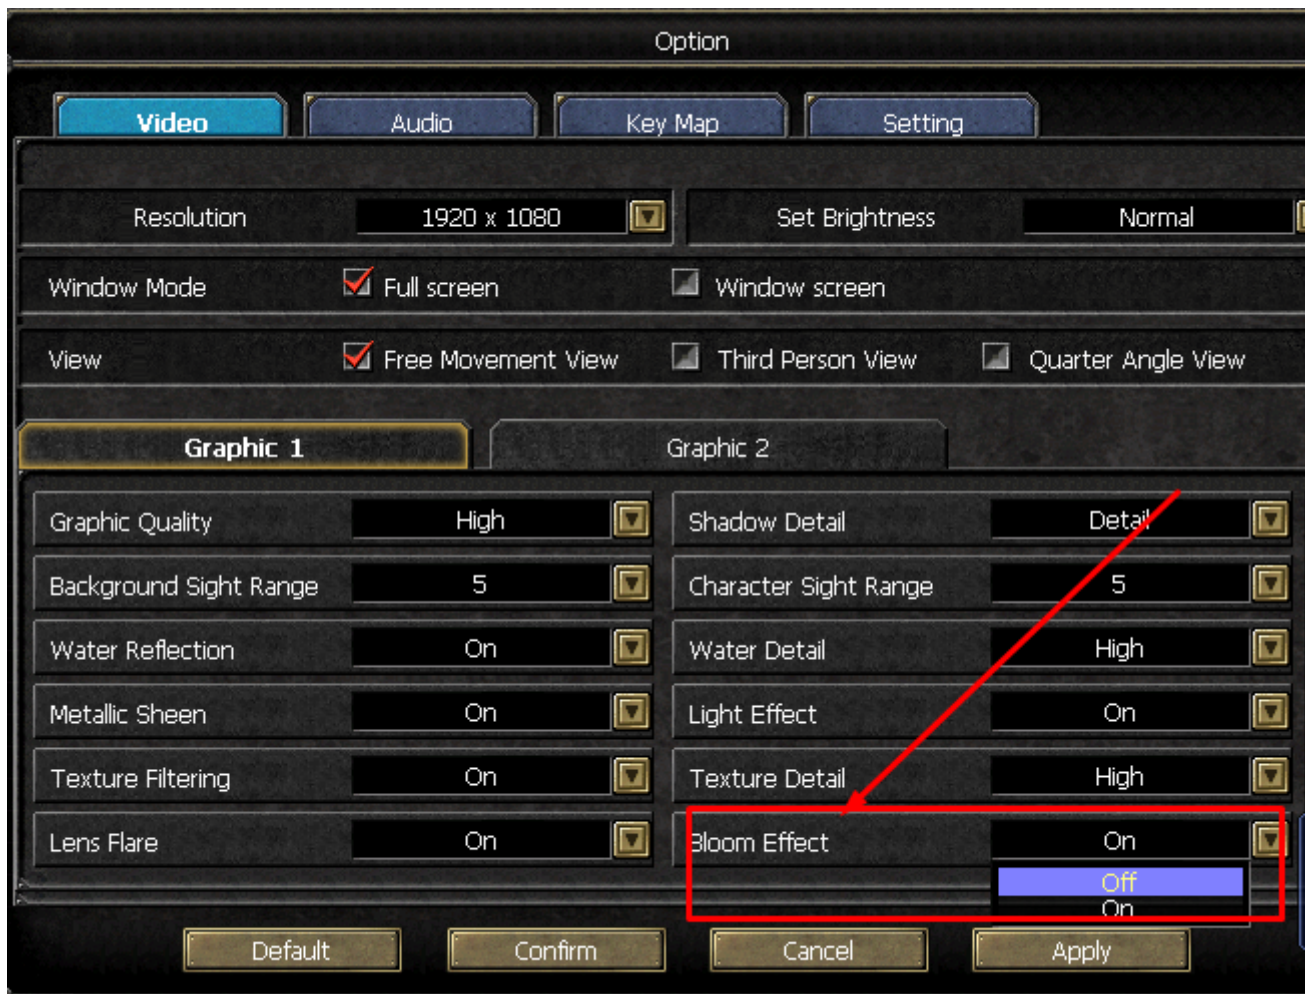 Option
Video Audio Key Map Setting
Resolution 1920 x 1080 Set Brightness Normal
Window Mode Full screen Window screen
View Free Movement View Third Person View Quarter Angle View
Graphic 1 Graphic 2
Graphic Quality High Shadow Detail Detail
Background Sight Range 5 Character Sight Range 5
Water Reflection On Water Detail High
Metallic Sheen On Light Effect On
Texture Filtering On Texture Detail High
Lens Flare On Bloom Effect On
Off
On
Default Confirm Cancel Apply